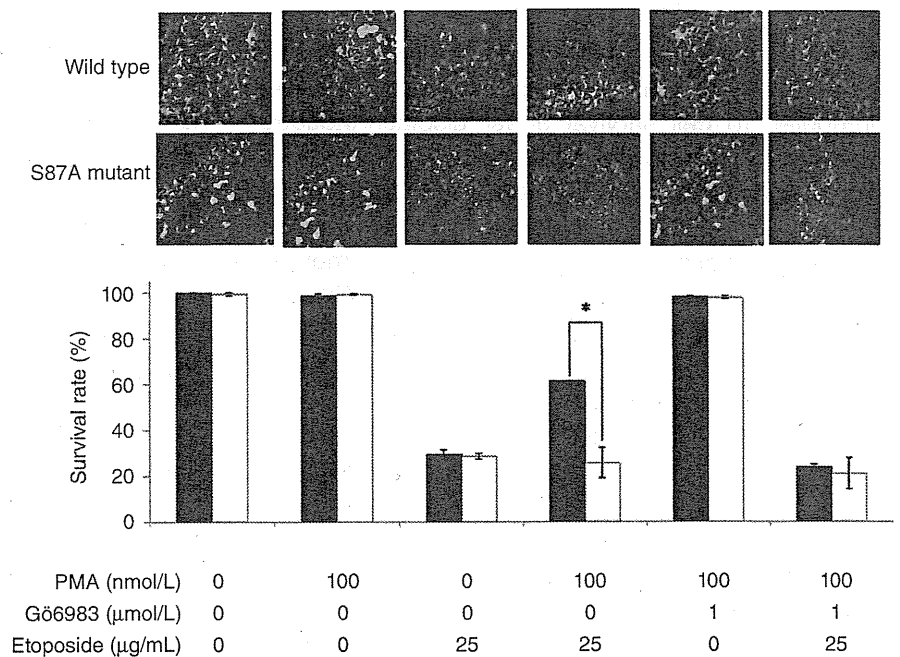 Wild type
S87A mutant
Survival rate (%)
100
80
60
40
20
0
*
PMA (nmol/L) 0 100 0 100 100 100
Gö6983 (μmol/L) 0 0 0 0 1 1
Etoposide (μg/mL) 0 0 25 25 0 25